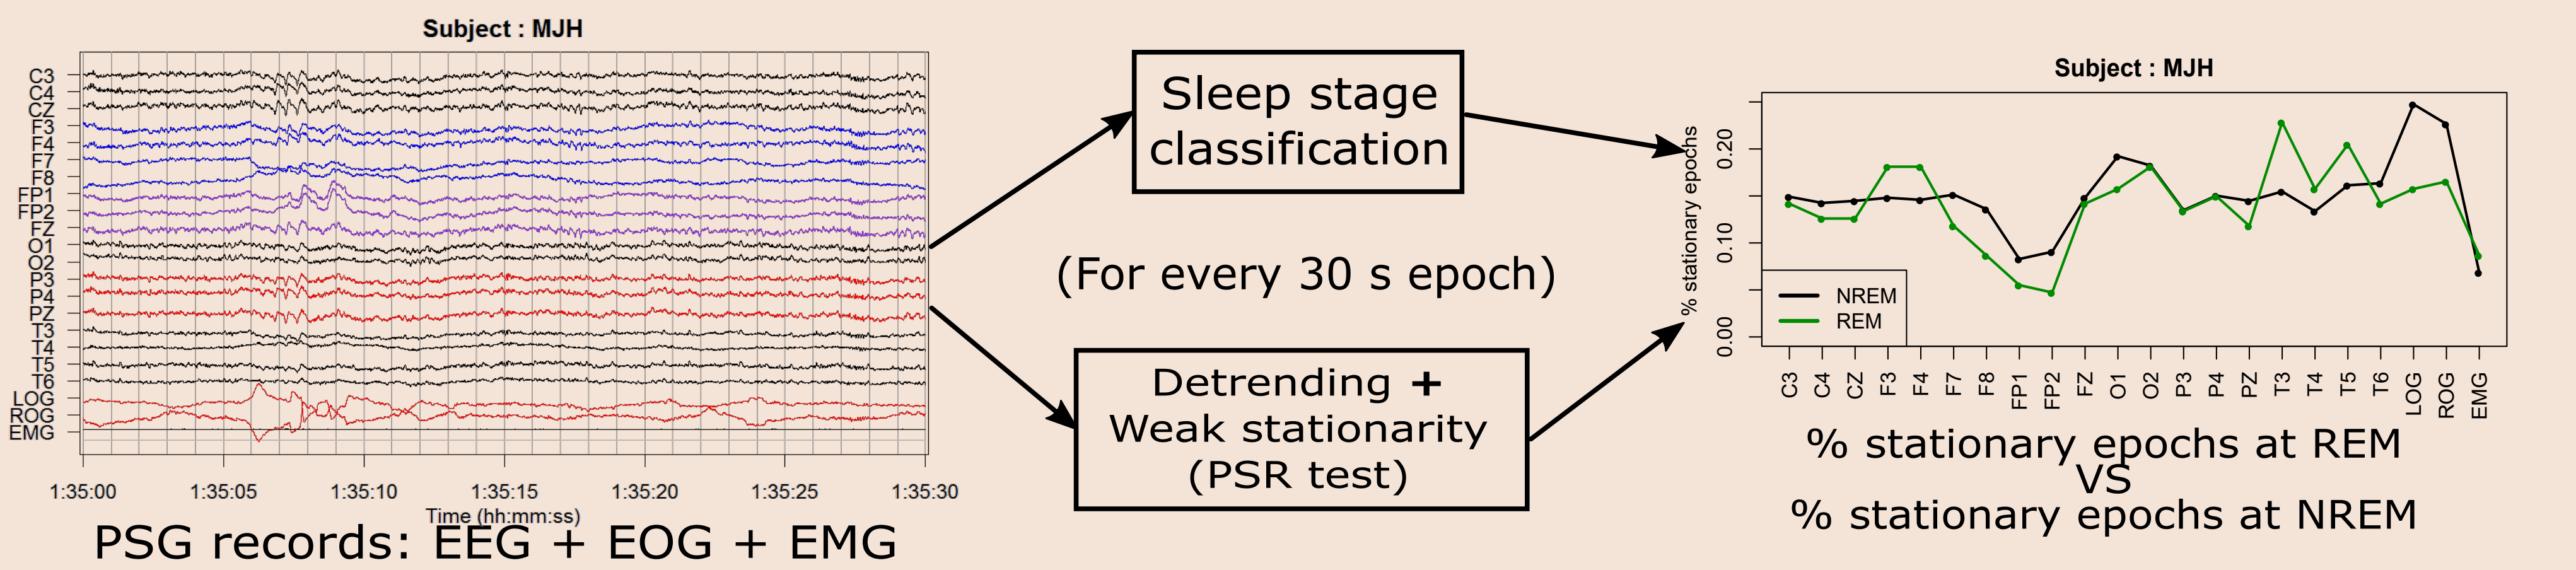 Subject : MJH
C3
C4
CZ
F3
F4
F7
F8
FP1
FP2
FZ
O1
O2
P3
P4
PZ
T3
T4
T5
T6
LOG
ROG
EMG
1:35:00 1:35:05 1:35:10 1:35:15 1:35:20 1:35:25 1:35:30
Time (hh:mm:ss)
PSG records: EEG + EOG + EMG
Sleep stage
classification
(For every 30 s epoch)
Detrending +
Weak stationarity
(PSR test)
Subject : MJH
% stationary epochs
0.20
0.10
0.00
NREM
REM
C3 C4 CZ F3 F4 F7 F8 FP1 FP2 FZ O1 O2 P3 P4 PZ T3 T4 T5 T6 LOG ROG EMG
% stationary epochs at REM
VS
% stationary epochs at NREM